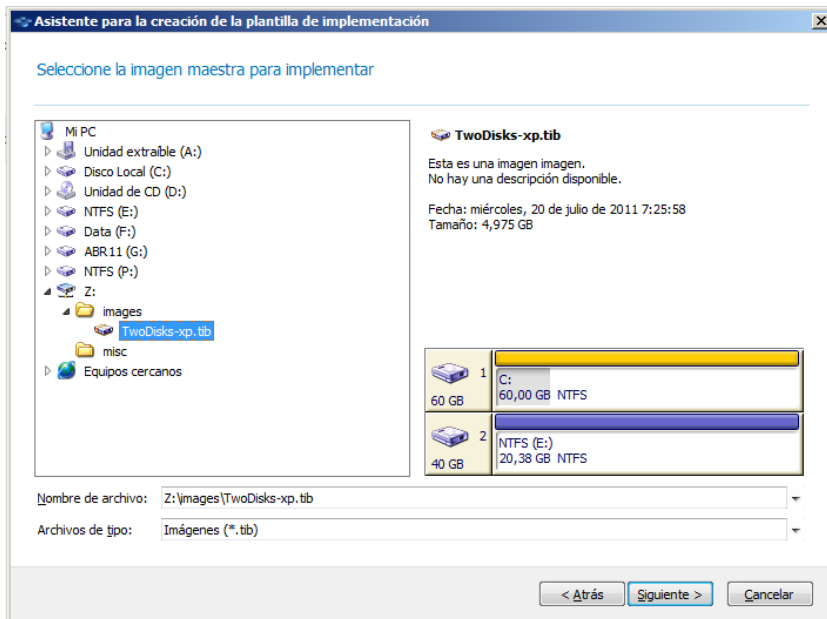 Asistente para la creación de la plantilla de implementación
Seleccione la imagen maestra para implementar
Mi PC
Unidad extraíble (A:)
Disco Local (C:)
Unidad de CD (D:)
NTFS (E:)
Data (F:)
ABR11 (G:)
NTFS (P:)
Z:
images
TwoDisks-xp.tib
misc
Equipos cercanos
TwoDisks-xp.tib
Esta es una imagen imagen.
No hay una descripción disponible.
Fecha: miércoles, 20 de julio de 2011 7:25:58
Tamaño: 4,975 GB
1
60 GB
C:
60,00 GB NTFS
2
40 GB
NTFS (E:)
20,38 GB NTFS
Nombre de archivo: Z:\images\TwoDisks-xp.tib
Archivos de tipo: Imágenes (*.tib)
< Atrás Siguiente > Cancelar